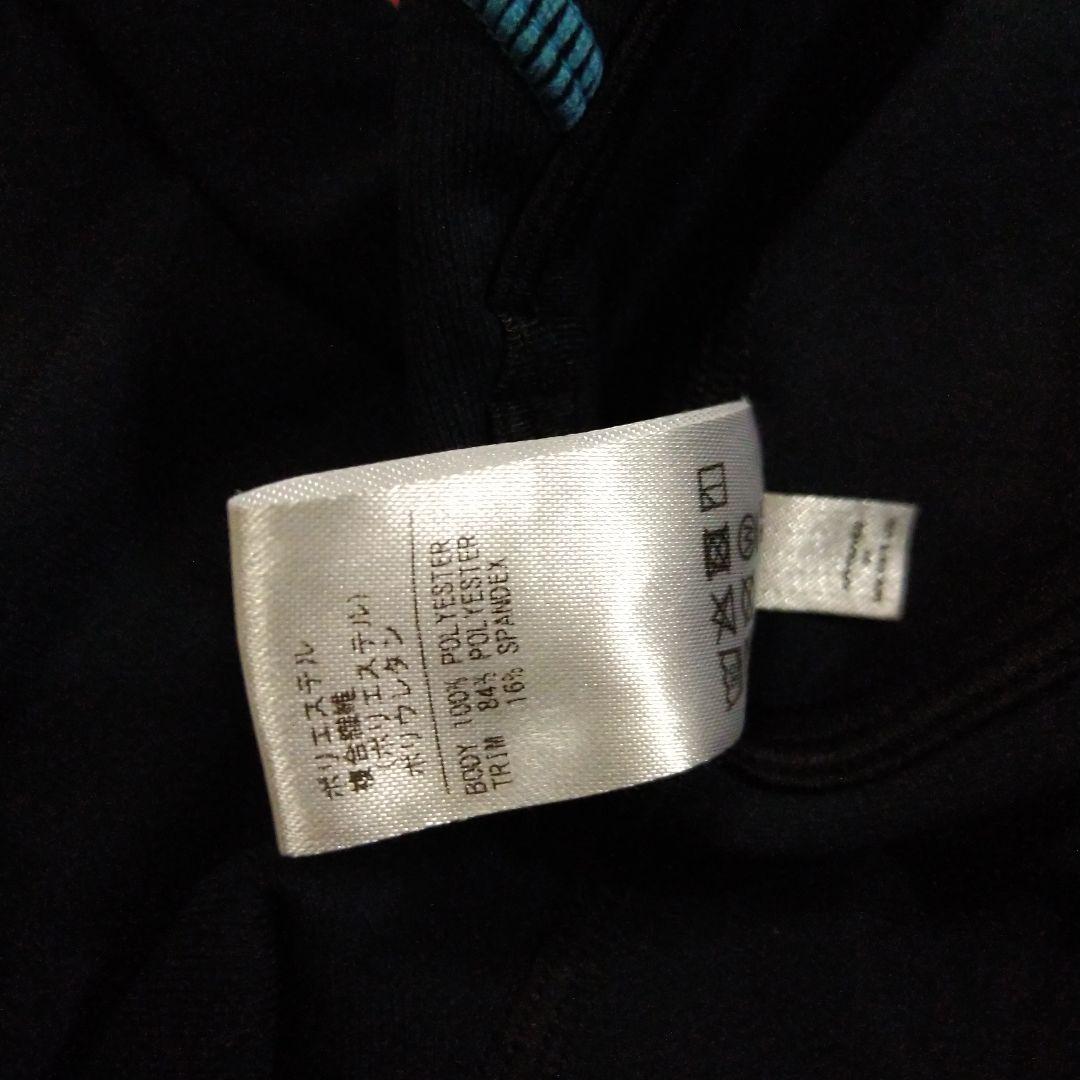 ポリエステル
複合繊維
(ポリエステル)
ポリウレタン
BODY 100% POLYESTER
TRIM 84% POLYESTER
16% SPANDEX